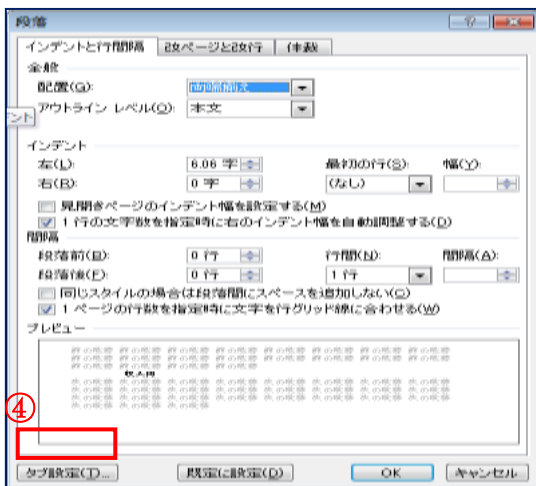 段落
インデントと行間隔 改ページと改行 体裁
全般
配置(G): 両端揃え
アウトライン レベル(O): 本文
ント
インデント
左(L): 6.06 字 最初の行(S): 幅(Y):
右(R): 0 字 (なし)
見開きページのインデント幅を設定する(M)
1 行の文字数を指定時に右のインデント幅を自動調整する(D)
間隔
段落前(B): 0 行 行間(N): 間隔(A):
段落後(F): 0 行 1 行
同じスタイルの場合は段落間にスペースを追加しない(C)
1 ページの行数を指定時に文字を行グリッド線に合わせる(W)
プレビュー
④
タブ設定(T)... 既定に設定(D) OK キャンセル